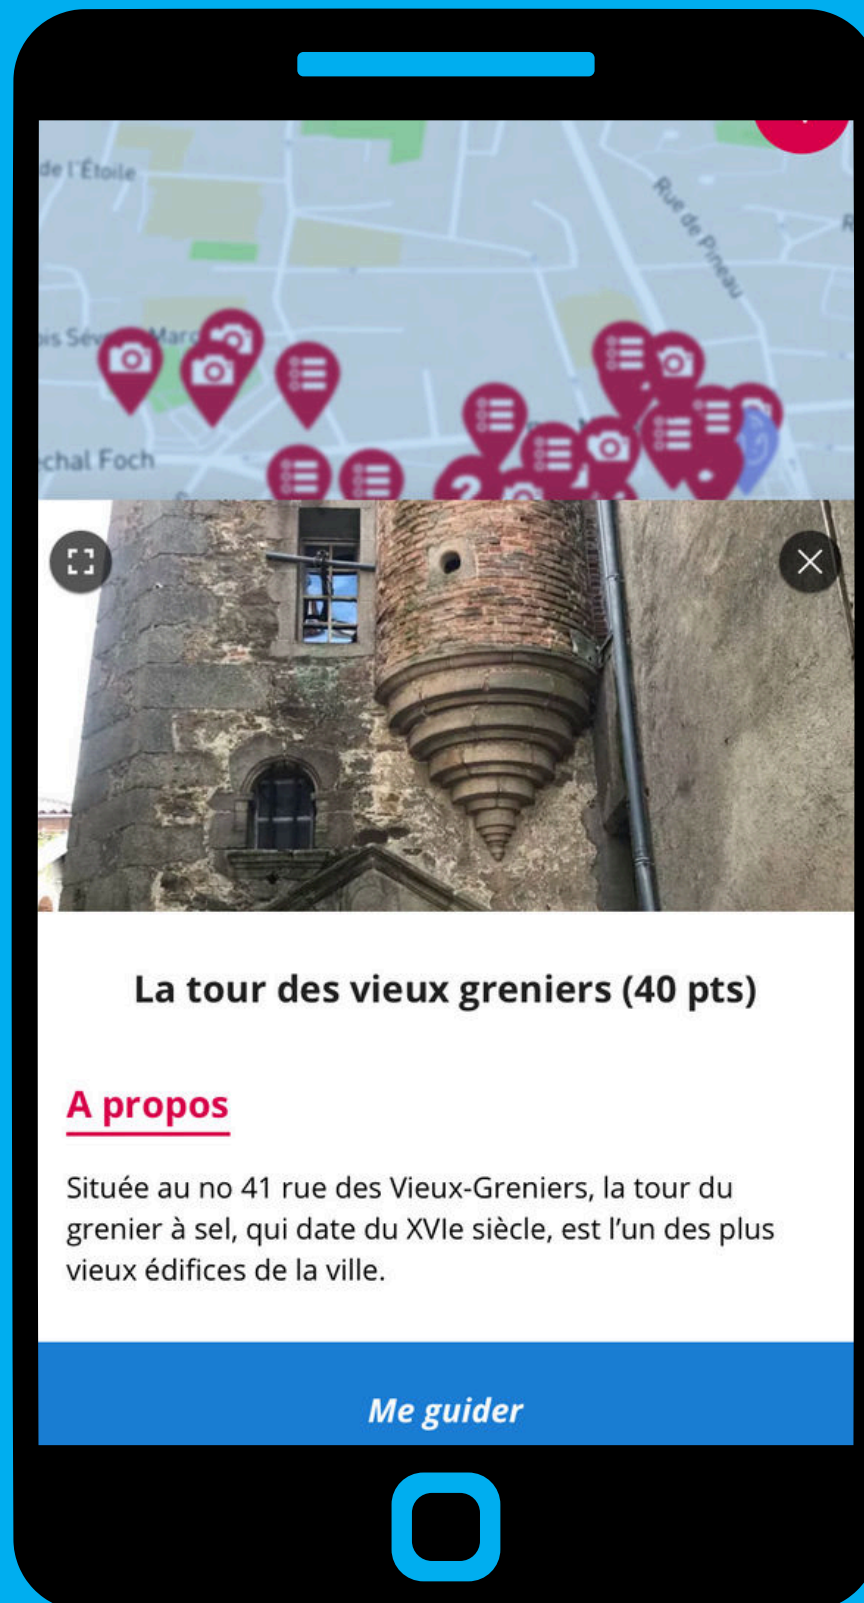 de l'Étoile
Rue de Pineau
chal Foch
La tour des vieux greniers (40 pts)
A propos
Située au no 41 rue des Vieux-Greniers, la tour du
grenier à sel, qui date du XVIe siècle, est l'un des plus
vieux édifices de la ville.
Me guider